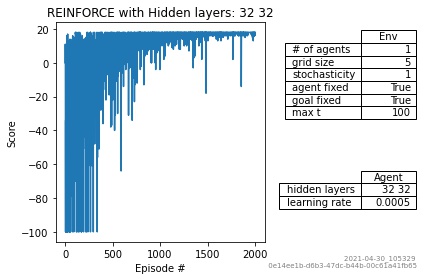 REINFORCE with Hidden layers: 32 32
Score
20
0
−20
−40
−60
−80
−100
0 500 1000 1500 2000
Episode #
Env
# of agents 1
grid size 5
stochasticity 1
agent fixed True
goal fixed True
max t 100
Agent
hidden layers 32 32
learning rate 0.0005
2021-04-30_105329
0e14ee1b-d6b3-47dc-b44b-00c61a41fb65